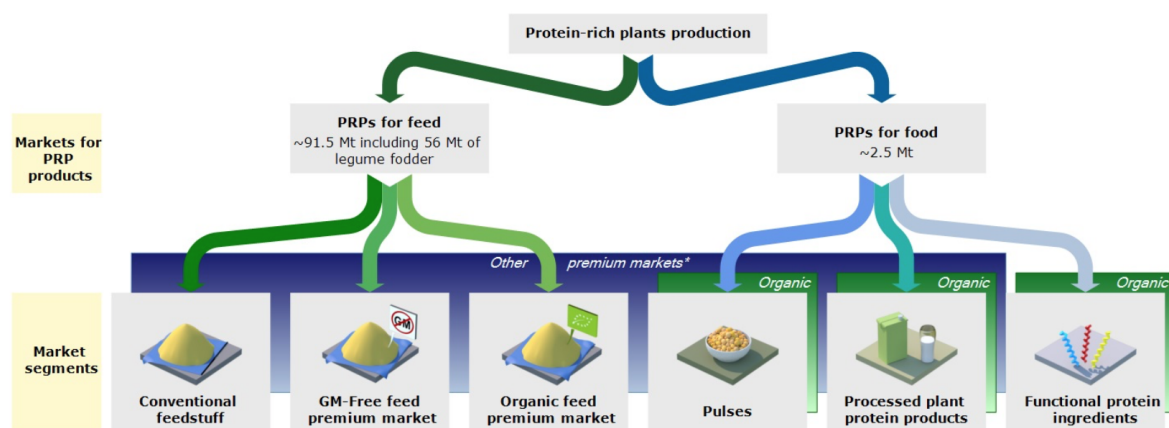 Protein-rich plants production
Markets for
PRP
products
PRPs for feed
~91.5 Mt including 56 Mt of
legume fodder
PRPs for food
~2.5 Mt
Other premium markets*
Organic
Organic
Organic
Market
segments
GM
Conventional
feedstuff
GM-Free feed
premium market
Organic feed
premium market
Pulses
Processed plant
protein products
Functional protein
ingredients